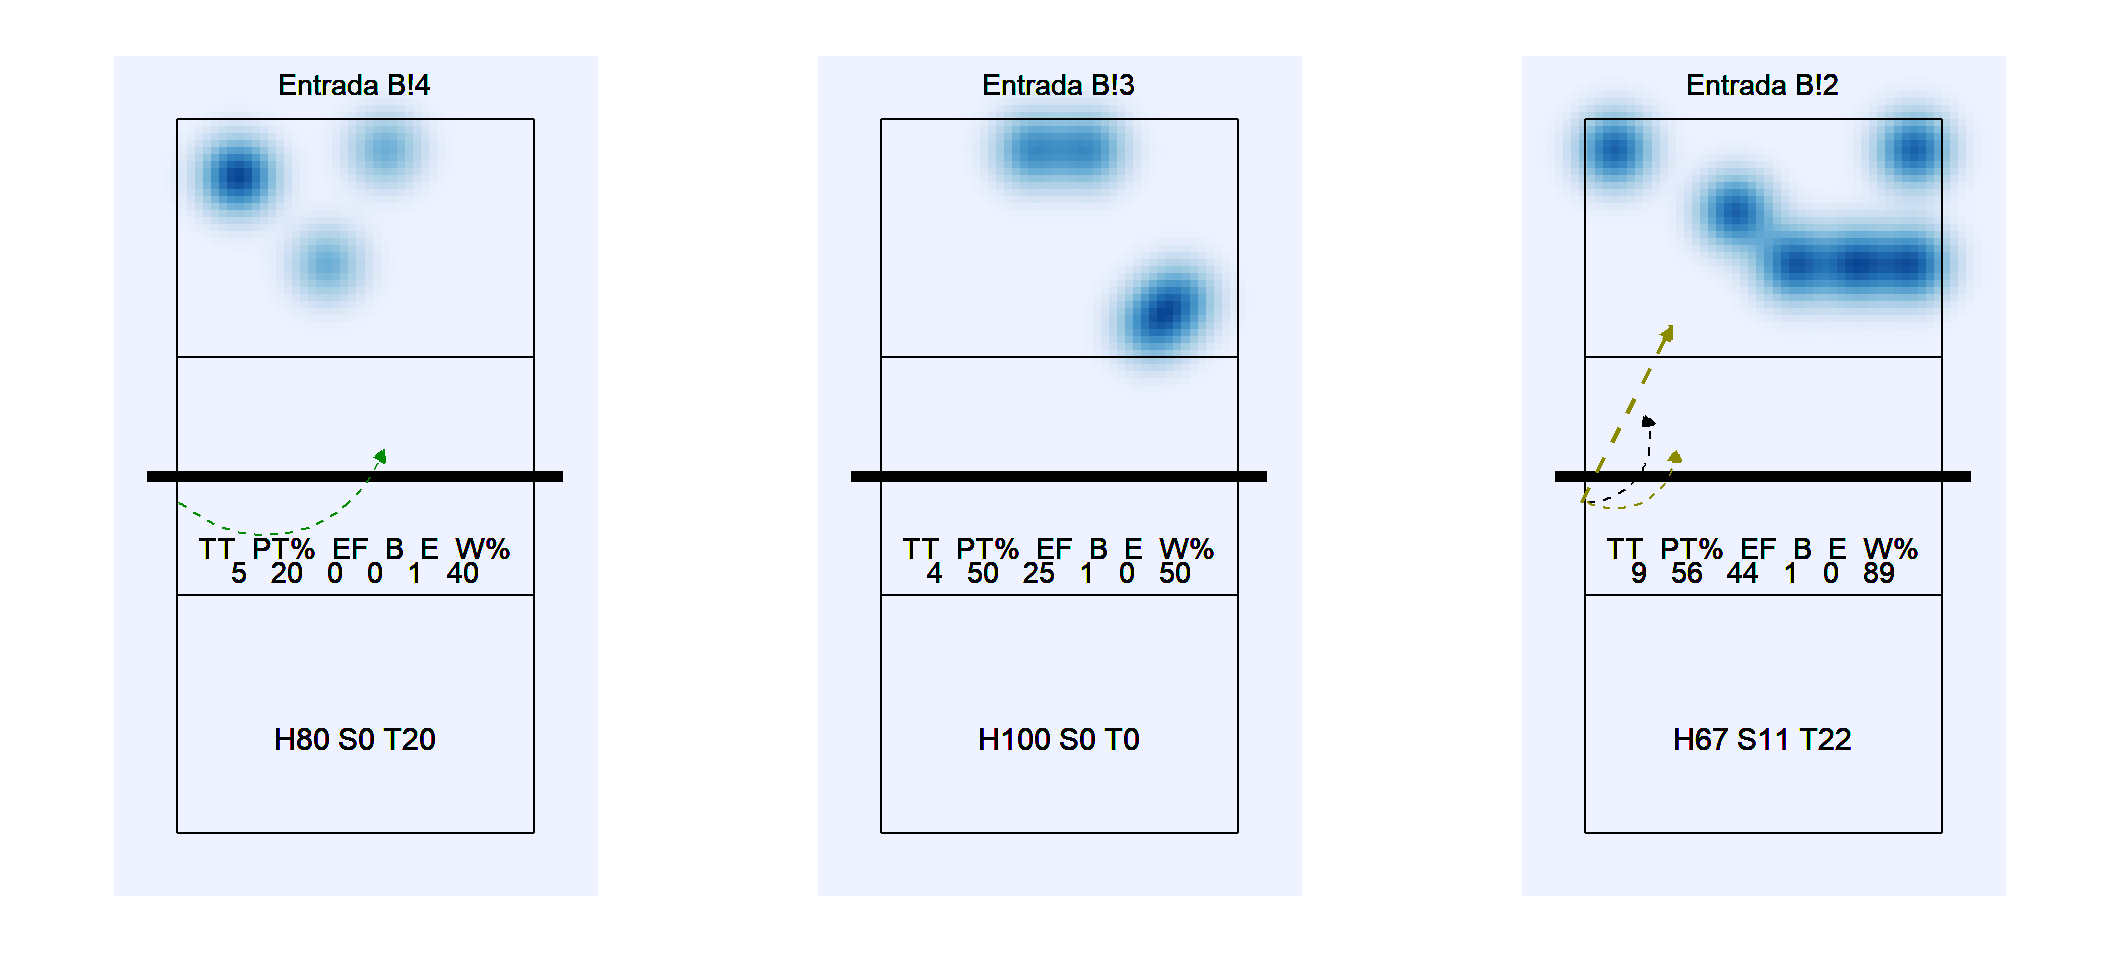 Entrada B!4
TT PT% EF B E W%
5 20 0 0 1 40
H80 S0 T20
Entrada B!3
TT PT% EF B E W%
4 50 25 1 0 50
H100 S0 T0
Entrada B!2
TT PT% EF B E W%
9 56 44 1 0 89
H67 S11 T22